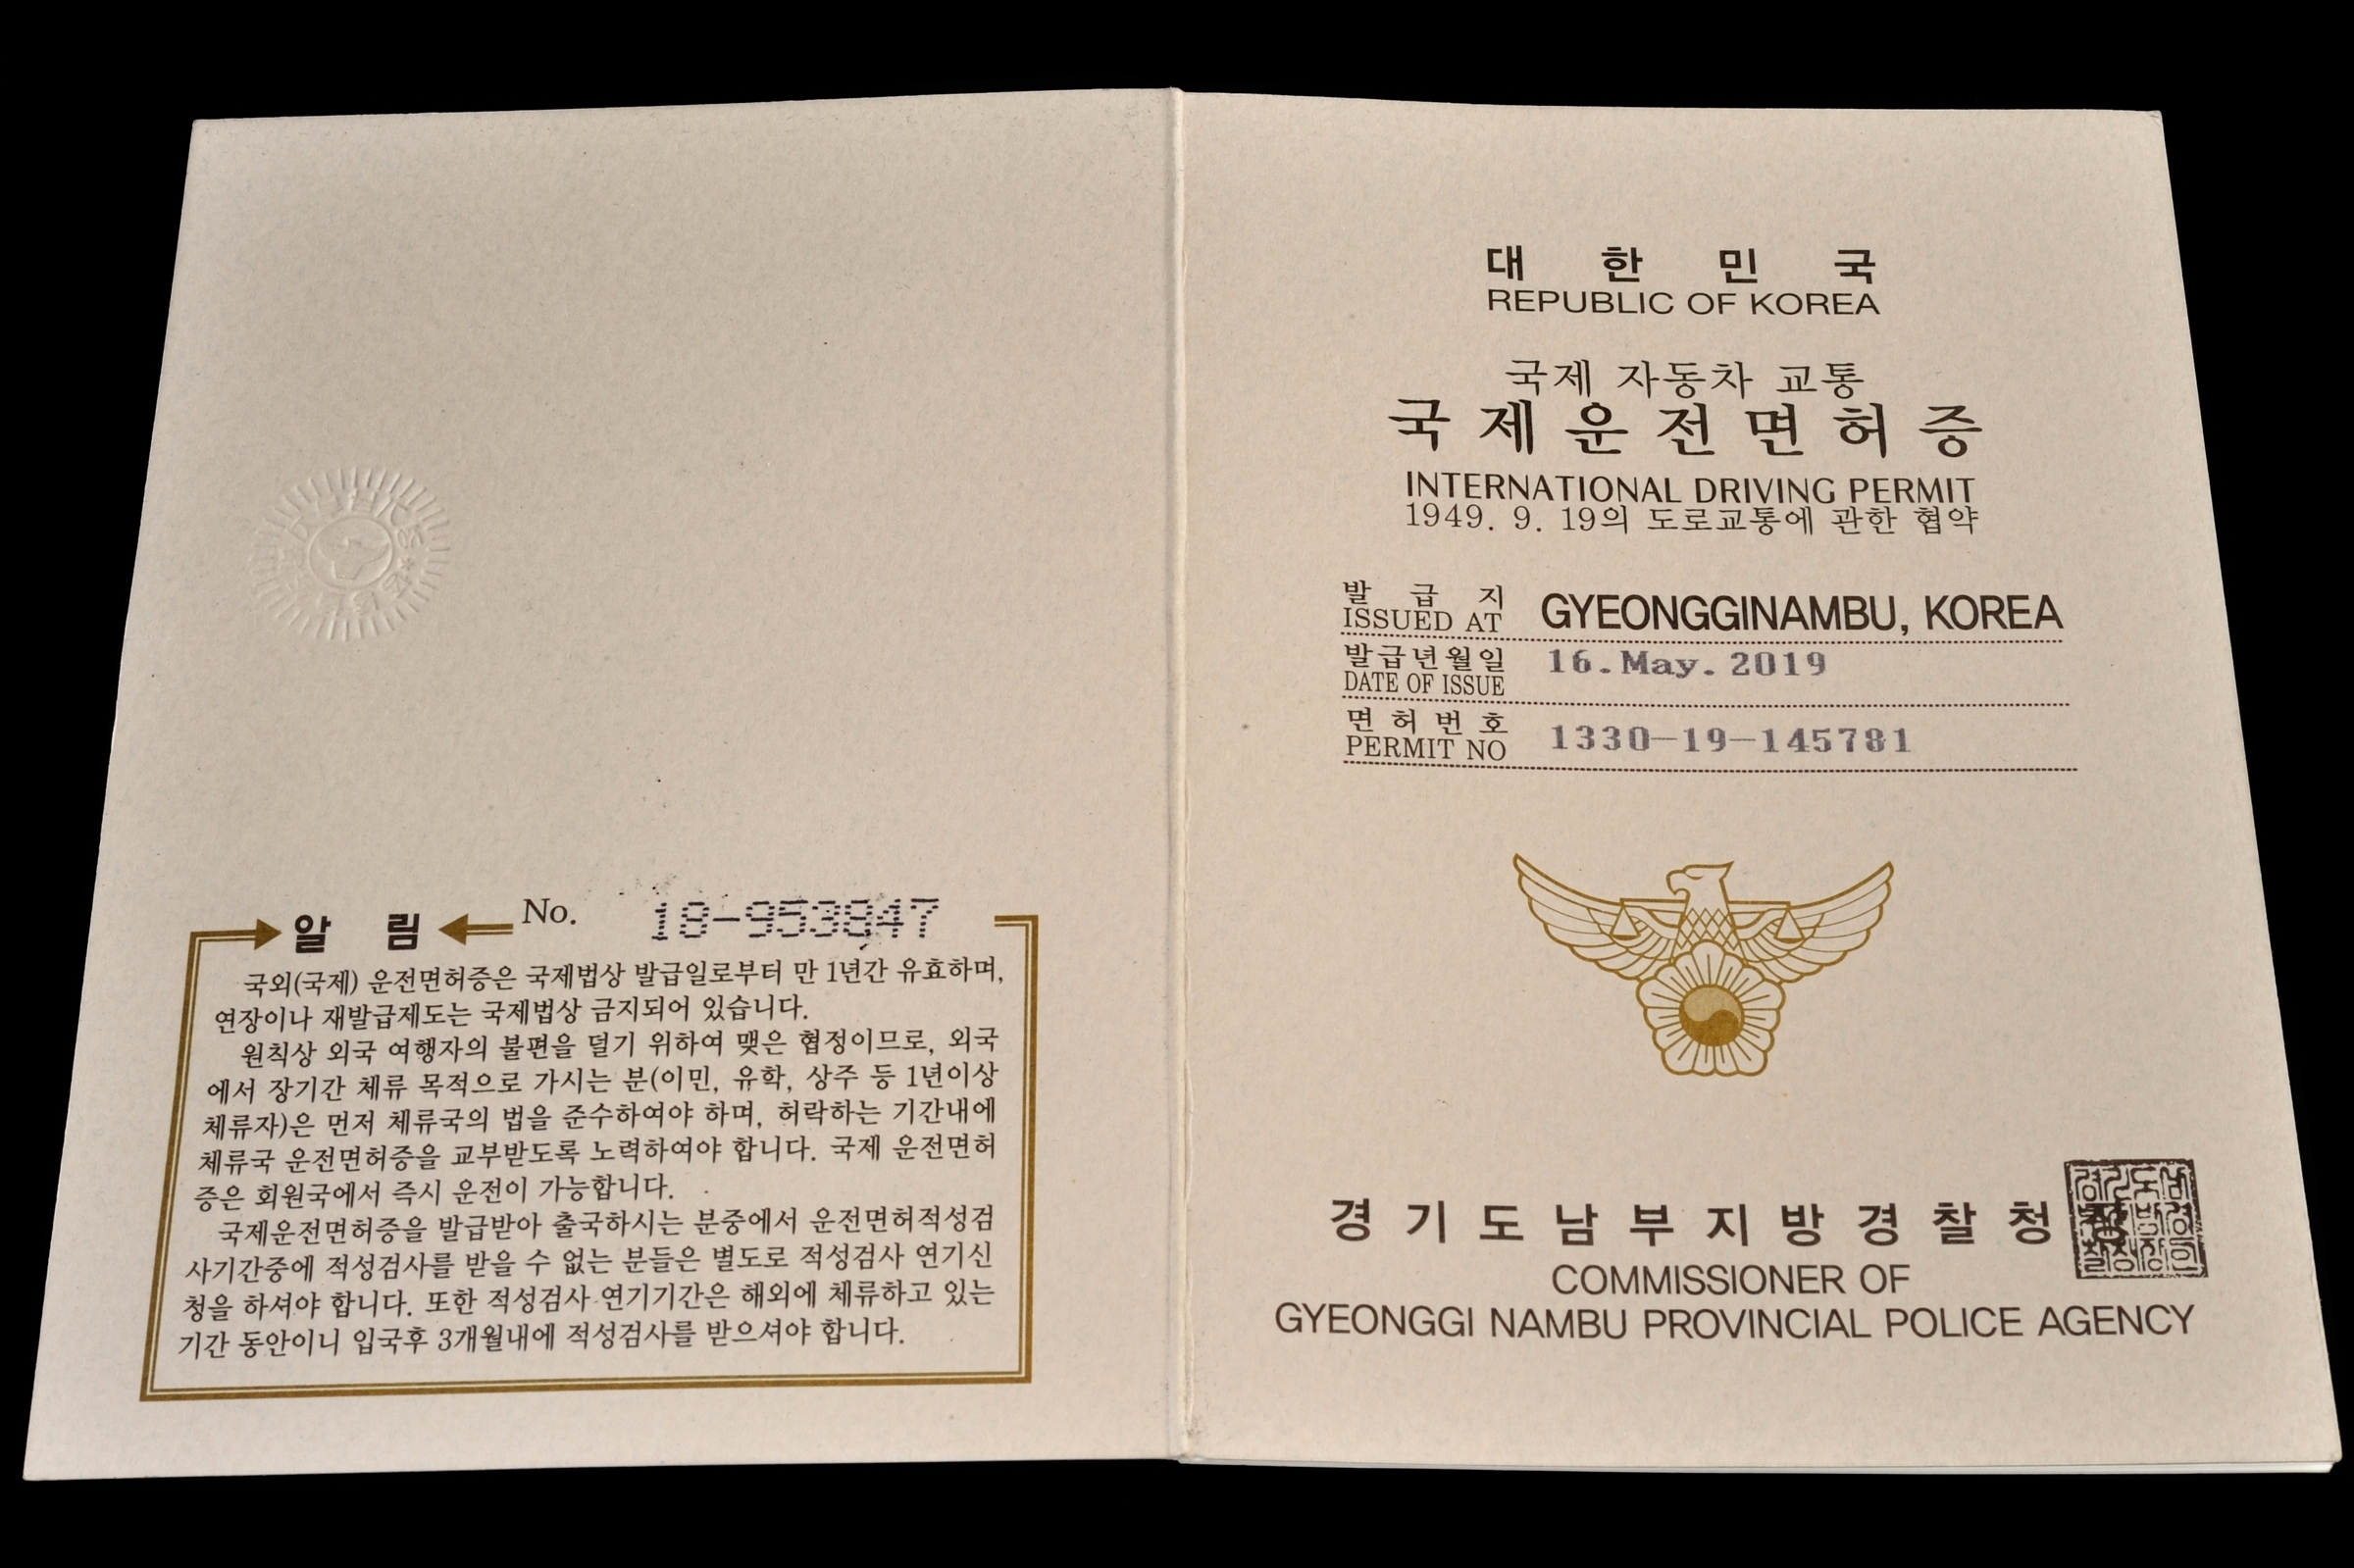 알 림 No. 18-953847
국외(국제) 운전면허증은 국제법상 발급일로부터 만 1년간 유효하며,
연장이나 재발급제도는 국제법상 금지되어 있습니다.
원칙상 외국 여행자의 불편을 덜기 위하여 맺은 협정이므로, 외국
에서 장기간 체류 목적으로 가시는 분(이민, 유학, 상주 등 1년이상
체류자)은 먼저 체류국의 법을 준수하여야 하며, 허락하는 기간내에
체류국 운전면허증을 교부받도록 노력하여야 합니다. 국제 운전면허
증은 회원국에서 즉시 운전이 가능합니다.
국제운전면허증을 발급받아 출국하시는 분중에서 운전면허적성검
사기간중에 적성검사를 받을 수 없는 분들은 별도로 적성검사 연기신
청을 하셔야 합니다. 또한 적성검사 연기기간은 해외에 체류하고 있는
기간 동안이니 입국후 3개월내에 적성검사를 받으셔야 합니다.
대 한 민 국
REPUBLIC OF KOREA
국제 자동차 교통
국 제 운 전 면 허 증
INTERNATIONAL DRIVING PERMIT
1949. 9. 19의 도로교통에 관한 협약
발 급 지
ISSUED AT GYEONGGINAMBU, KOREA
발급년월일
DATE OF ISSUE 16.May.2019
면 허 번 호
PERMIT NO 1330-19-145781
경 기 도 남 부 지 방 경 찰 청
COMMISSIONER OF
GYEONGGI NAMBU PROVINCIAL POLICE AGENCY